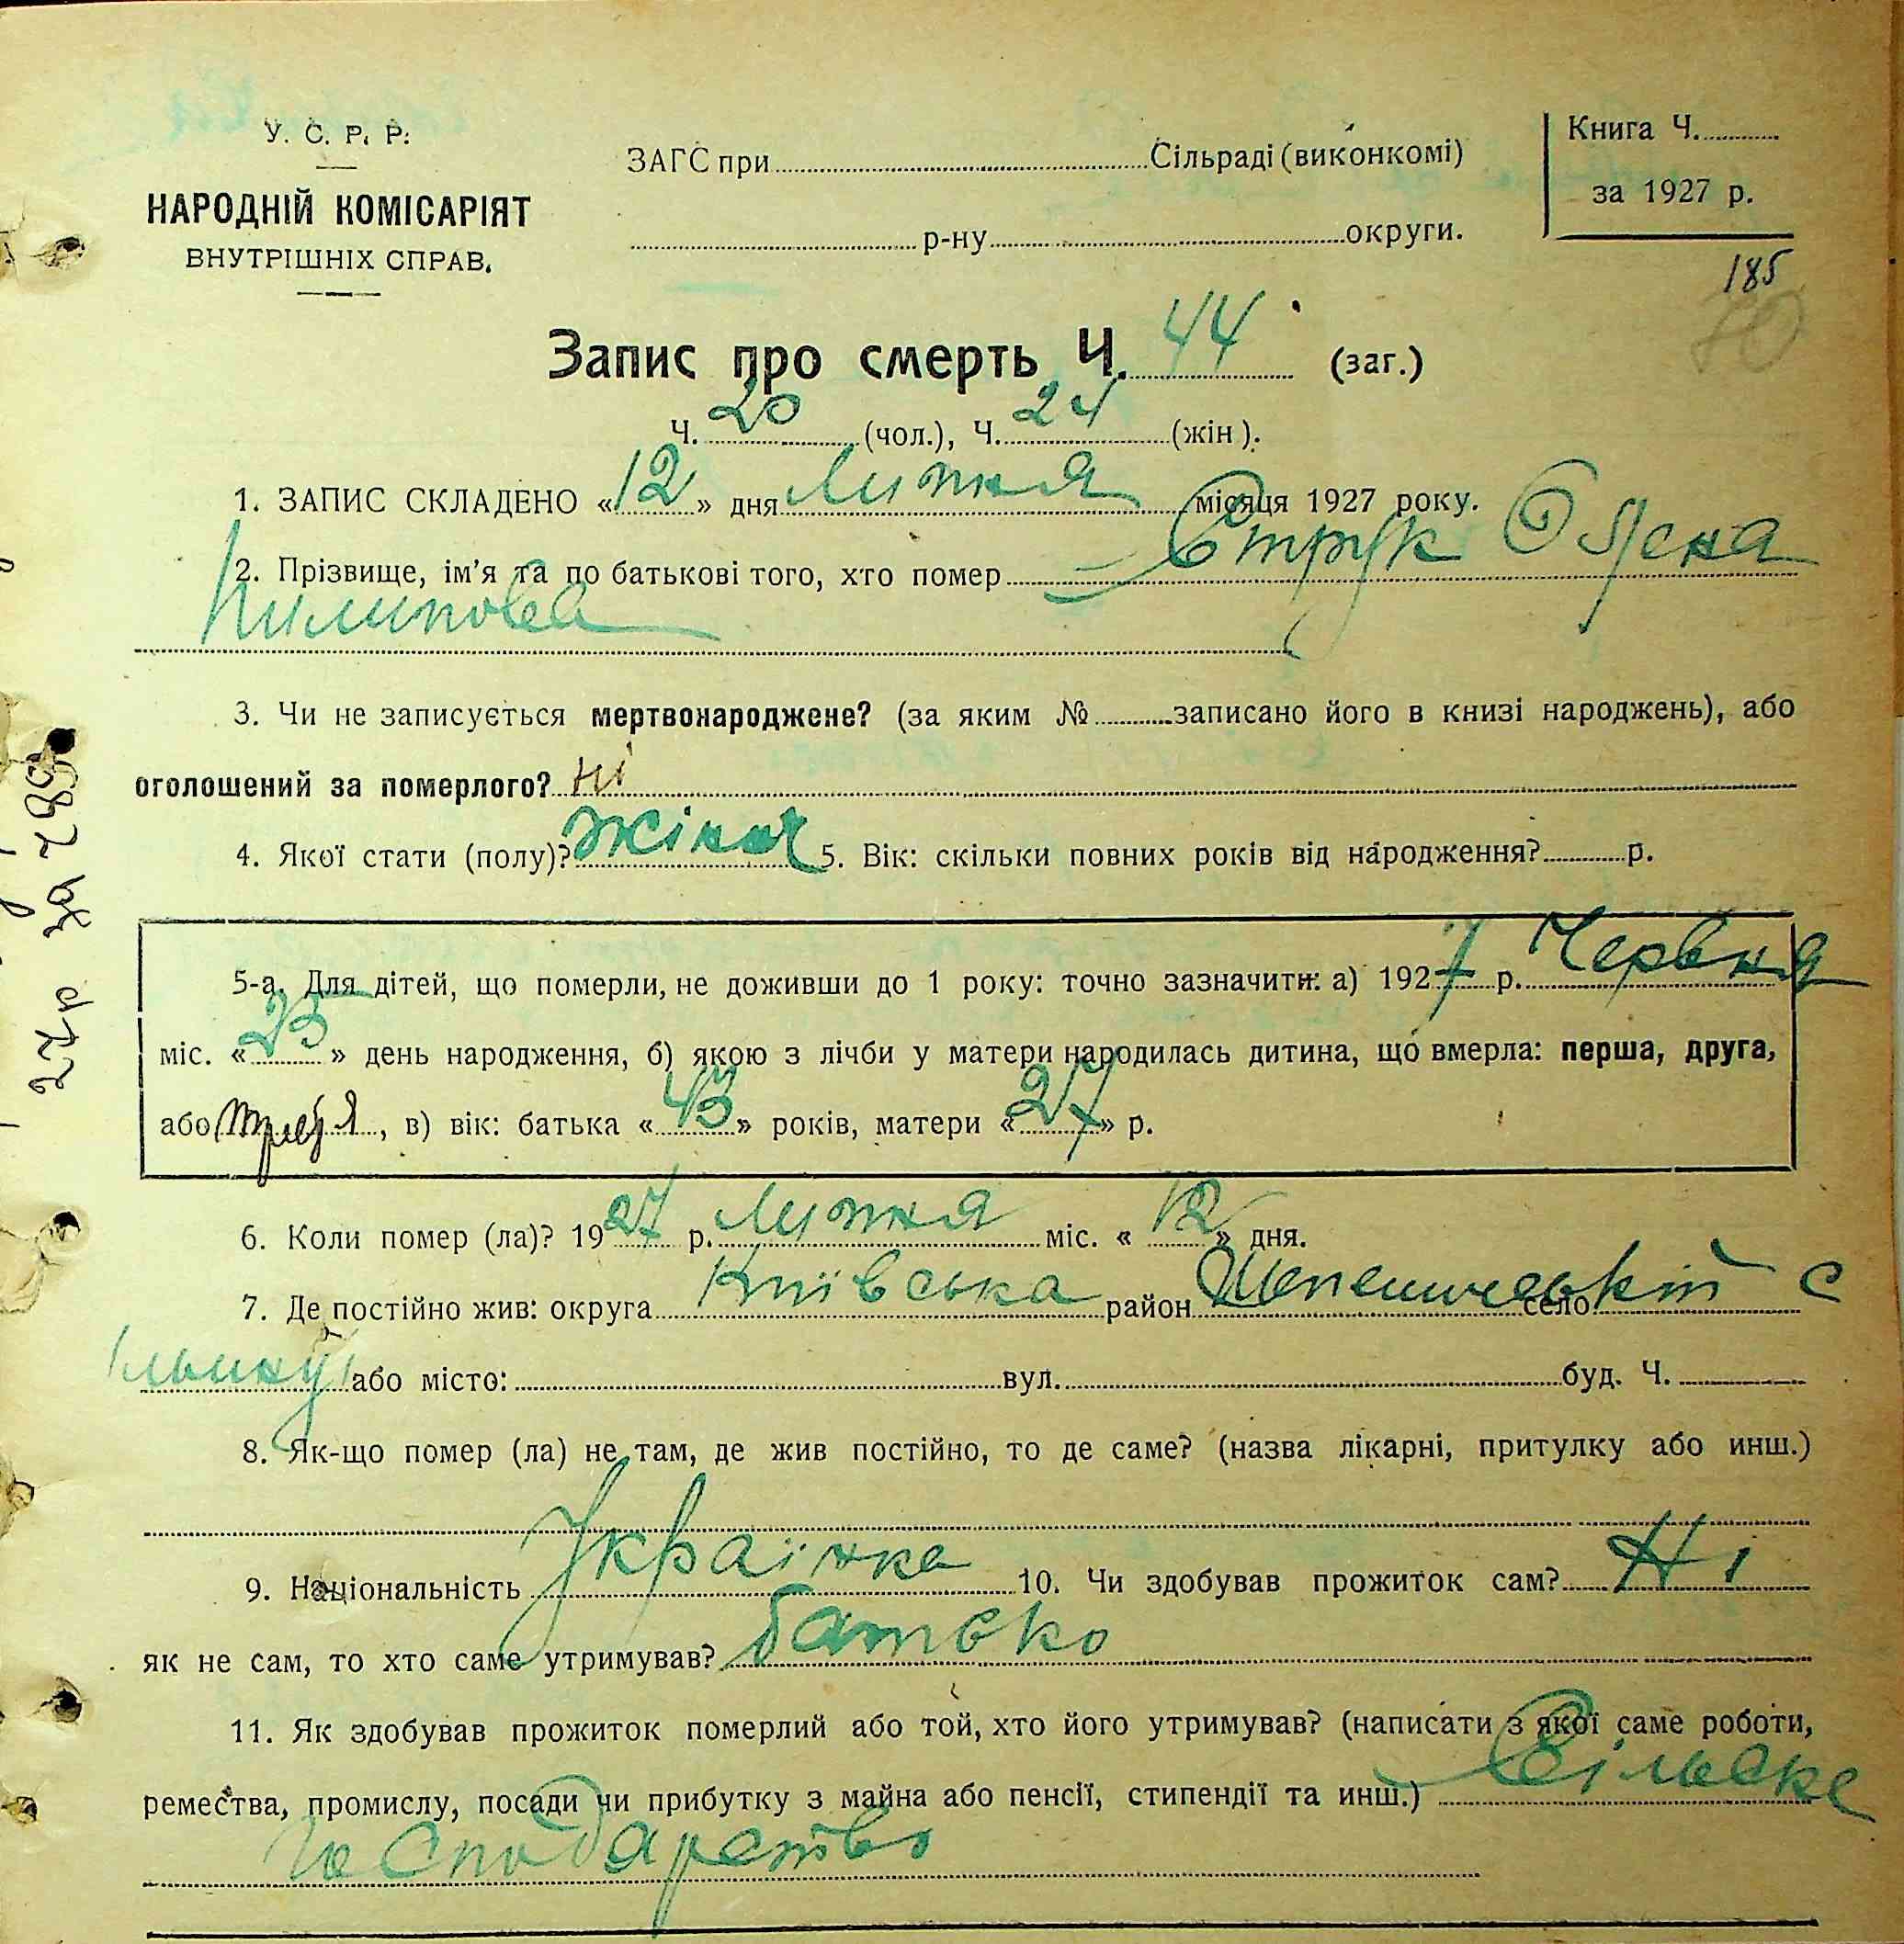 У. С. Р. Р.
НАРОДНІЙ КОМІСАРІЯТ
ВНУТРІШНІХ СПРАВ.
ЗАГС при Сільраді (виконкомі)
р-ну округи.
Книга Ч.
за 1927 р.
185
70
Запис про смерть Ч. 44 (заг.)
Ч. 20 (чол.), Ч. 24 (жін).
1. ЗАПИС СКЛАДЕНО «12» дня Липня місяця 1927 року.
2. Прізвище, ім'я та по батькові того, хто помер Струк Олена
Пилипова
3. Чи не записується мертвонароджене? (за яким № записано його в книзі народжень), або
оголошений за померлого? Ні
4. Якої стати (полу)? Жіноч 5. Вік: скільки повних років від народження? р.
5-а. Для дітей, що померли, не доживши до 1 року: точно зазначити: а) 1927 р. Червня
міс. «25» день народження, б) якою з лічби у матери народилась дитина, що вмерла: перша, друга,
або , в) вік: батька «43» років, матери «27» р.
6. Коли помер (ла)? 1927 р. Липня міс. «12» дня.
7. Де постійно жив: округа Київська район село с
або місто: вул. буд. Ч.
8. Як-що помер (ла) не там, де жив постійно, то де саме? (назва лікарні, притулку або инш.)
9. Національність Українка 10. Чи здобував прожиток сам? Ні
як не сам, то хто саме утримував? батько
11. Як здобував прожиток померлий або той, хто його утримував? (написати з якої саме роботи,
ремества, промислу, посади чи прибутку з майна або пенсії, стипендії та инш.) Сільське
господарство